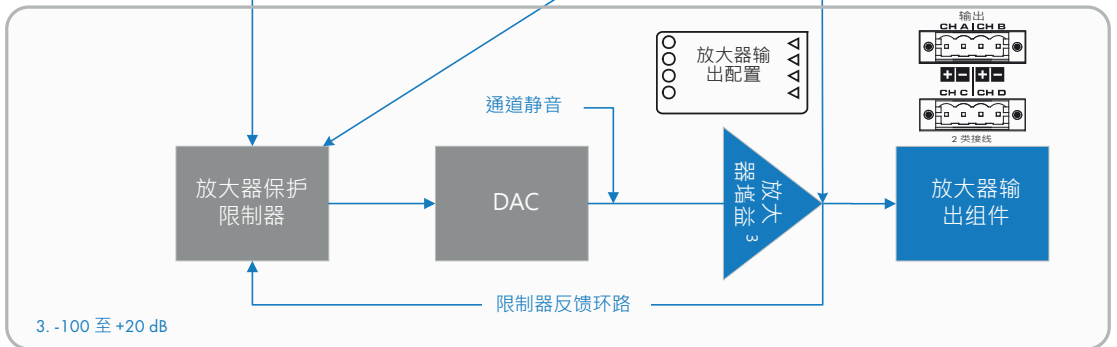 输出
CH A CH B
放大器输
出配置
+ − + −
CH C CH D
2 类接线
通道静音
放大器保护
限制器
DAC
放大
器增益 3
放大器输
出组件
限制器反馈环路
3. -100 至 +20 dB